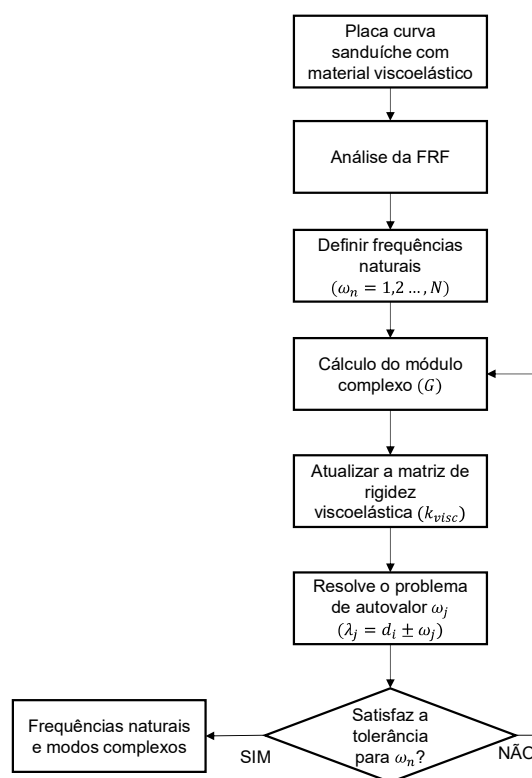 Placa curva
sanduíche com
material viscoelástico
Análise da FRF
Definir frequências
naturais
(ωₙ = 1,2 …, N)
Cálculo do módulo
complexo (G)
Atualizar a matriz de
rigidez
viscoelástica (k_visc)
Resolve o problema
de autovalor ω_j
(λ_j = d_i ± ω_j)
Satisfaz a
tolerância
para ωₙ?
SIM
NÃO
Frequências naturais
e modos complexos